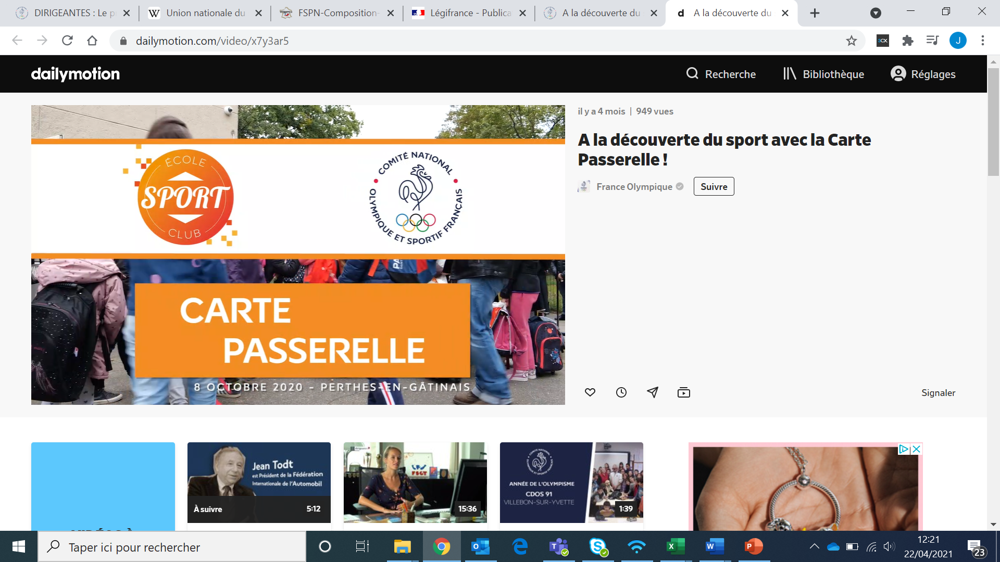 DIRIGEANTES : Le p
Union nationale du
FSPN-Composition-
Légifrance - Publica
A la découverte du
A la découverte du
dailymotion.com/video/x7y3ar5
3CX
J
dailymotion
Recherche
Bibliothèque
Réglages
ÉCOLE
SPORT
CLUB
COMITÉ NATIONAL
OLYMPIQUE ET SPORTIF FRANÇAIS
CARTE
PASSERELLE
8 OCTOBRE 2020 - PERTHES-EN-GÂTINAIS
il y a 4 mois | 949 vues
A la découverte du sport avec la Carte
Passerelle !
France Olympique
Suivre
Signaler
Jean Todt
est Président de la Fédération
Internationale de l'Automobil
À suivre
5:12
FSGT
15:36
ANNÉE DE L'OLYMPISME
CDOS 91
VILLEBON-SUR-YVETTE
1:39
Taper ici pour rechercher
12:21
22/04/2021
23